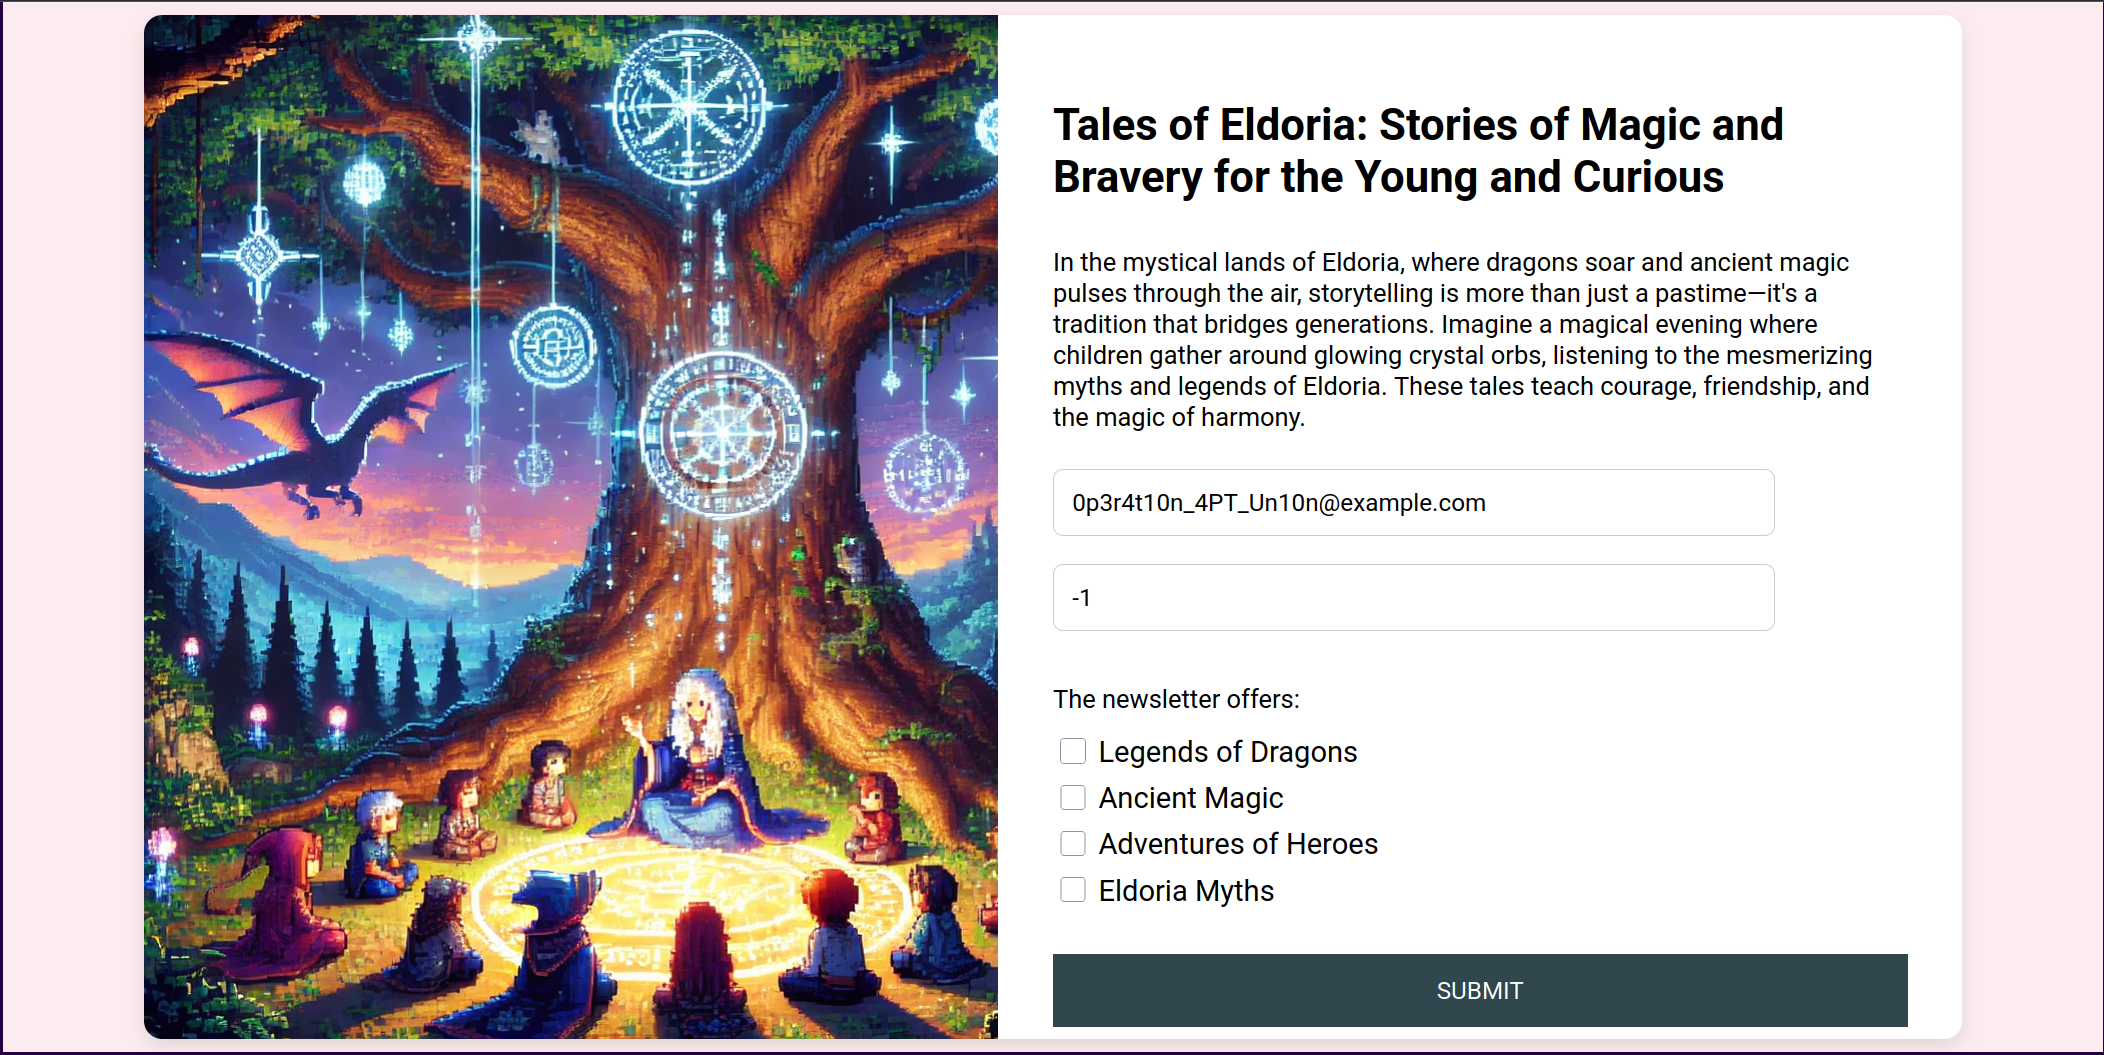 Tales of Eldoria: Stories of Magic and
Bravery for the Young and Curious
In the mystical lands of Eldoria, where dragons soar and ancient magic
pulses through the air, storytelling is more than just a pastime—it's a
tradition that bridges generations. Imagine a magical evening where
children gather around glowing crystal orbs, listening to the mesmerizing
myths and legends of Eldoria. These tales teach courage, friendship, and
the magic of harmony.
0p3r4t10n_4PT_Un10n@example.com
-1
The newsletter offers:
Legends of Dragons
Ancient Magic
Adventures of Heroes
Eldoria Myths
SUBMIT